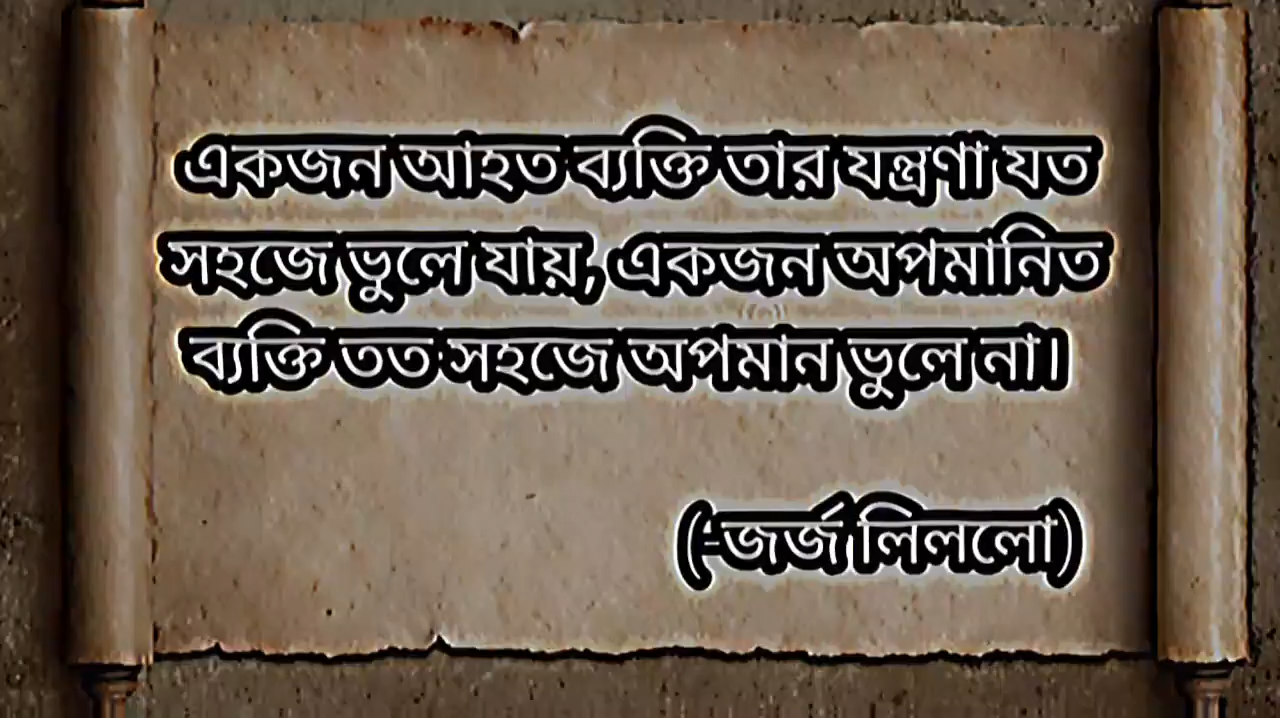 একজন আহত ব্যক্তি তার যন্ত্রণা যত
সহজে ভুলে যায়, একজন অপমানিত
ব্যক্তি তত সহজে অপমান ভুলে না।
(-জর্জ লিললো)